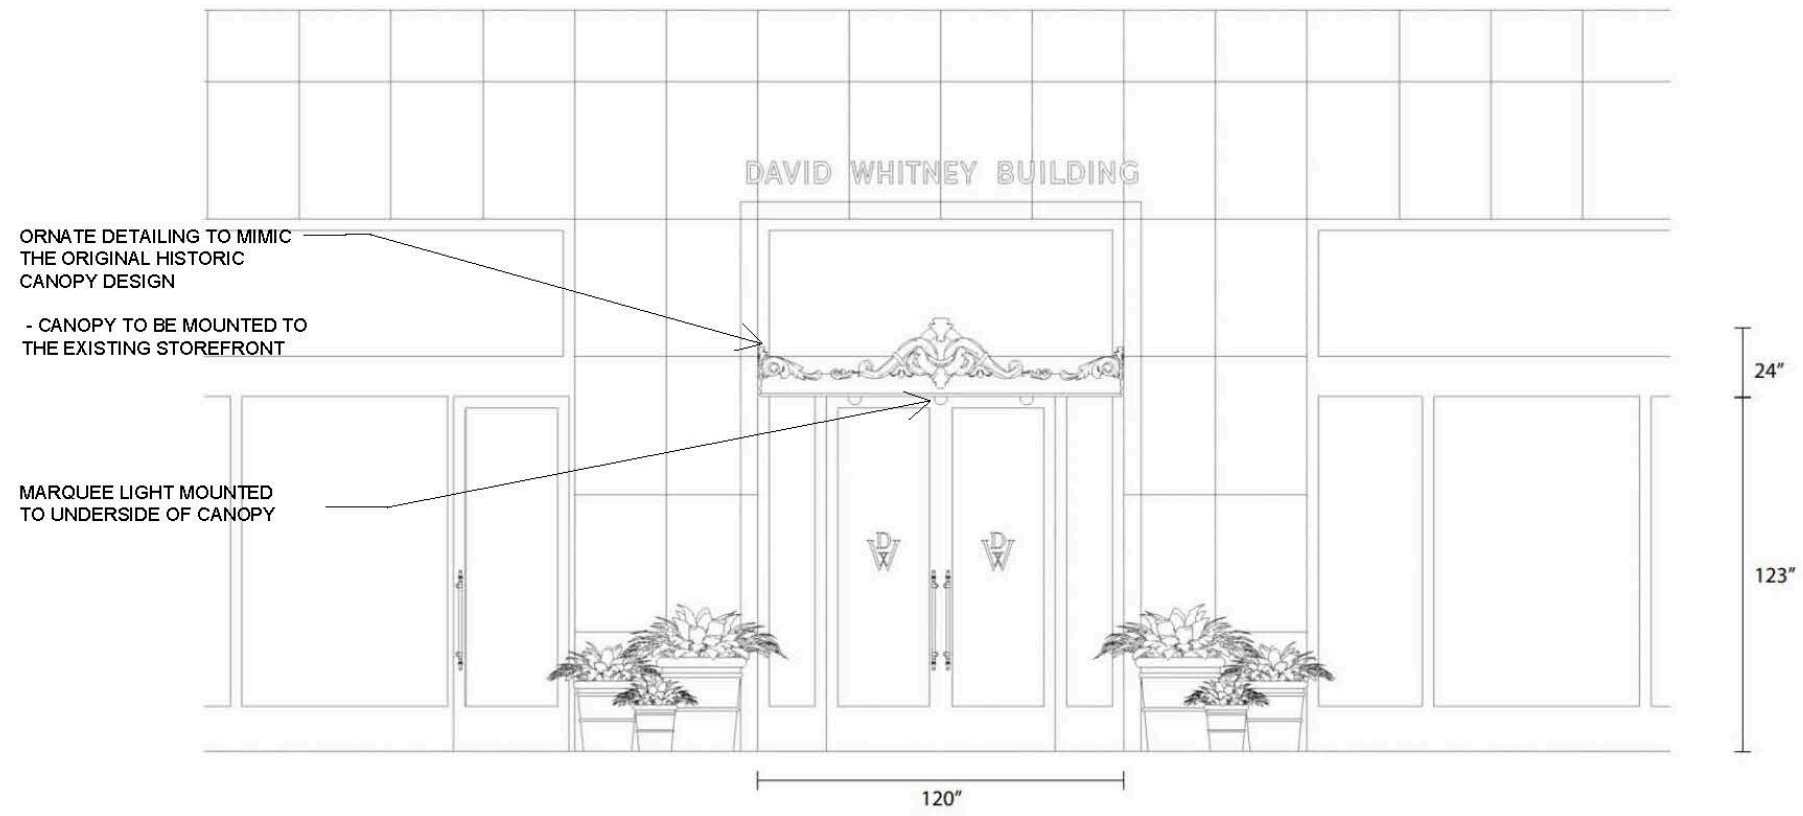 DAVID WHITNEY BUILDING
ORNATE DETAILING TO MIMIC
THE ORIGINAL HISTORIC
CANOPY DESIGN
- CANOPY TO BE MOUNTED TO
THE EXISTING STOREFRONT
24"
MARQUEE LIGHT MOUNTED
TO UNDERSIDE OF CANOPY
D
W
D
W
123"
120"